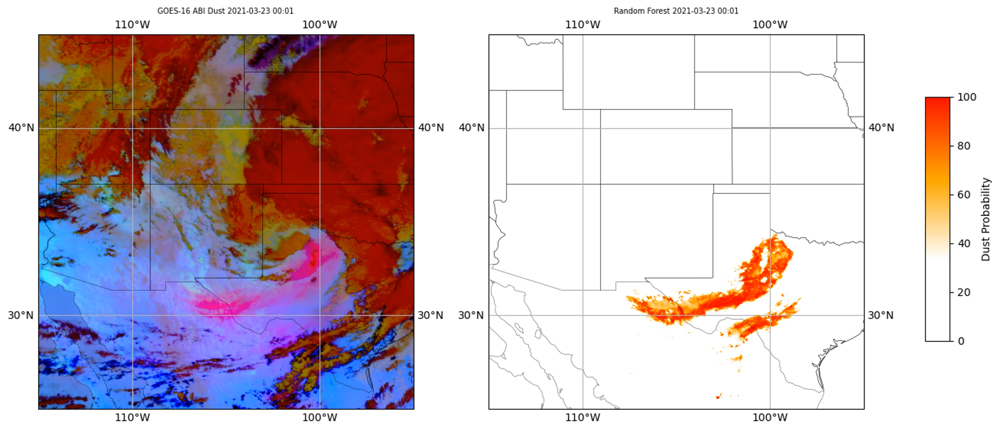 GOES-16 ABI Dust 2021-03-23 00:01
110°W 100°W
40°N 40°N
30°N 30°N
110°W 100°W
Random Forest 2021-03-23 00:01
110°W 100°W
40°N 40°N
30°N 30°N
110°W 100°W
100
80
60
40
20
0
Dust Probability